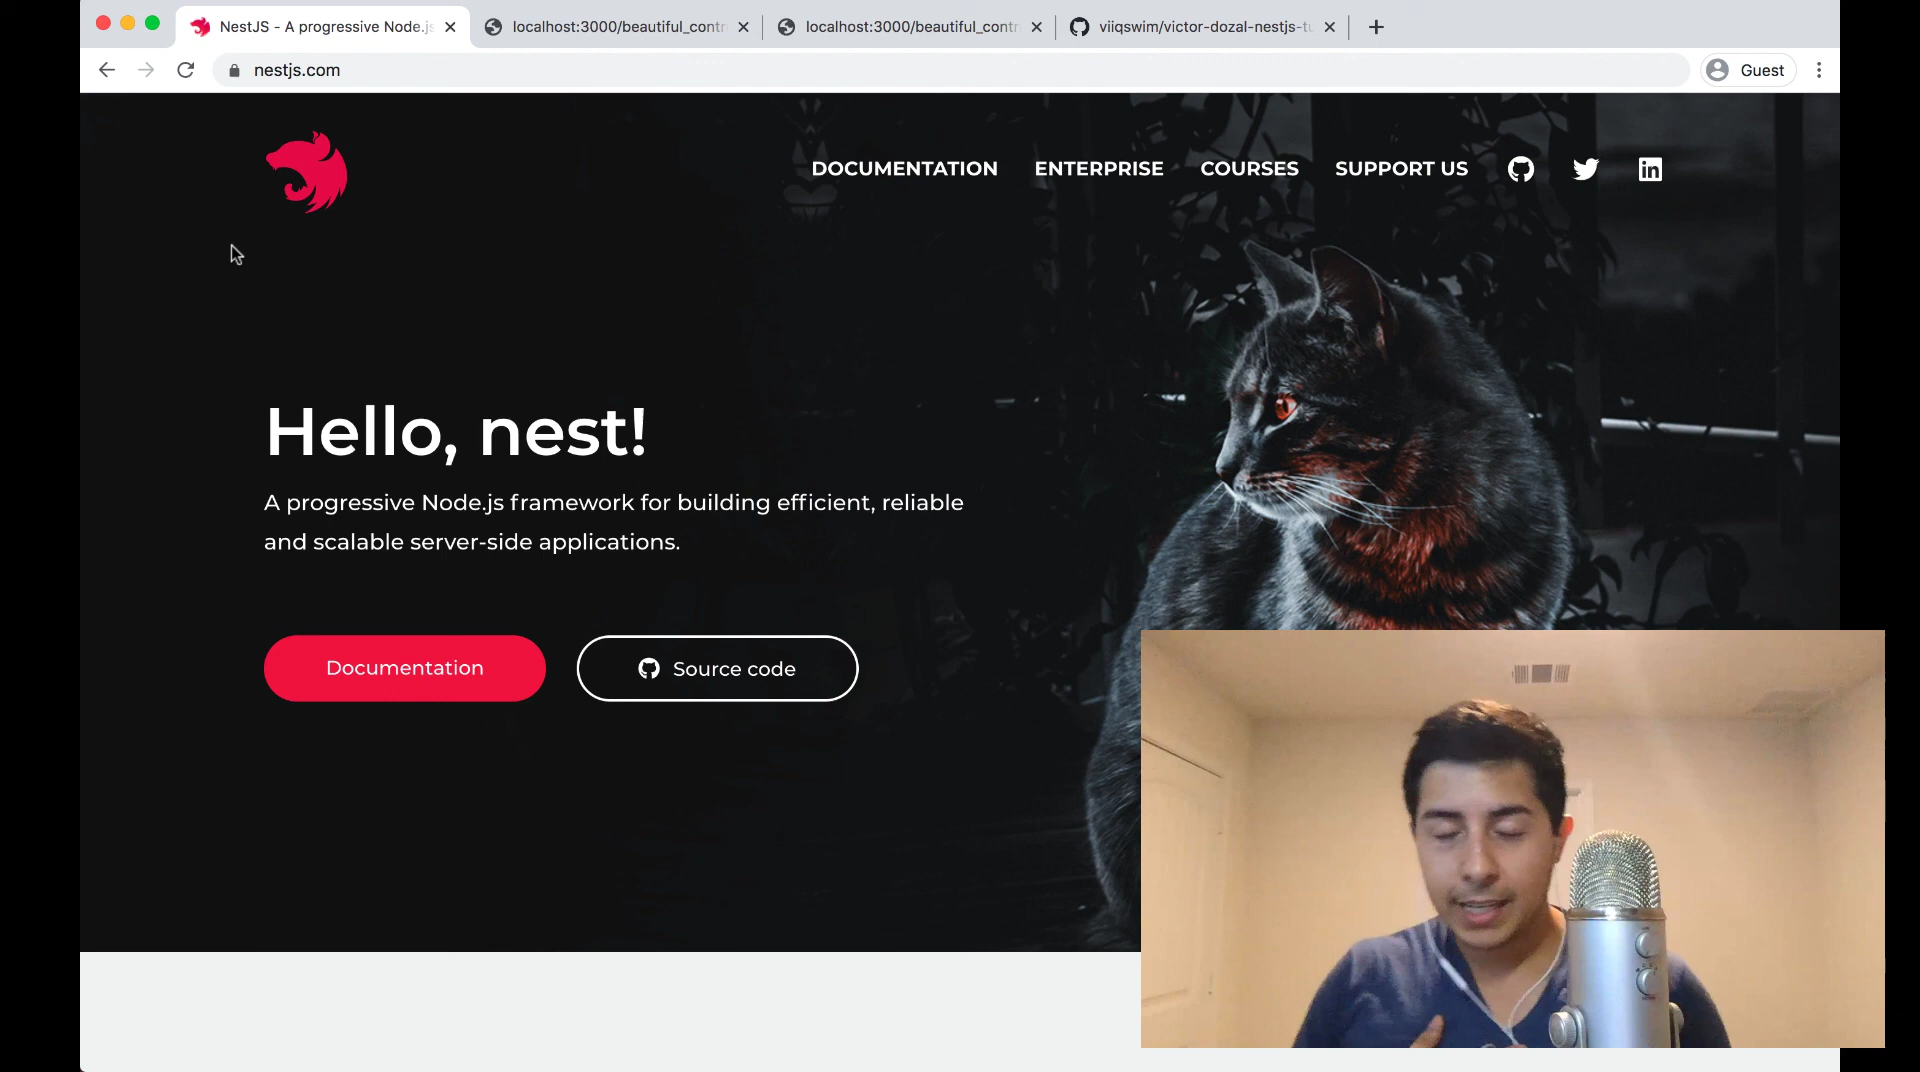 NestJS - A progressive Node.js
localhost:3000/beautiful_contr
localhost:3000/beautiful_contr
viiqswim/victor-dozal-nestjs-tu
nestjs.com
Guest
DOCUMENTATION ENTERPRISE COURSES SUPPORT US
Hello, nest!
A progressive Node.js framework for building efficient, reliable
and scalable server-side applications.
Documentation
Source code